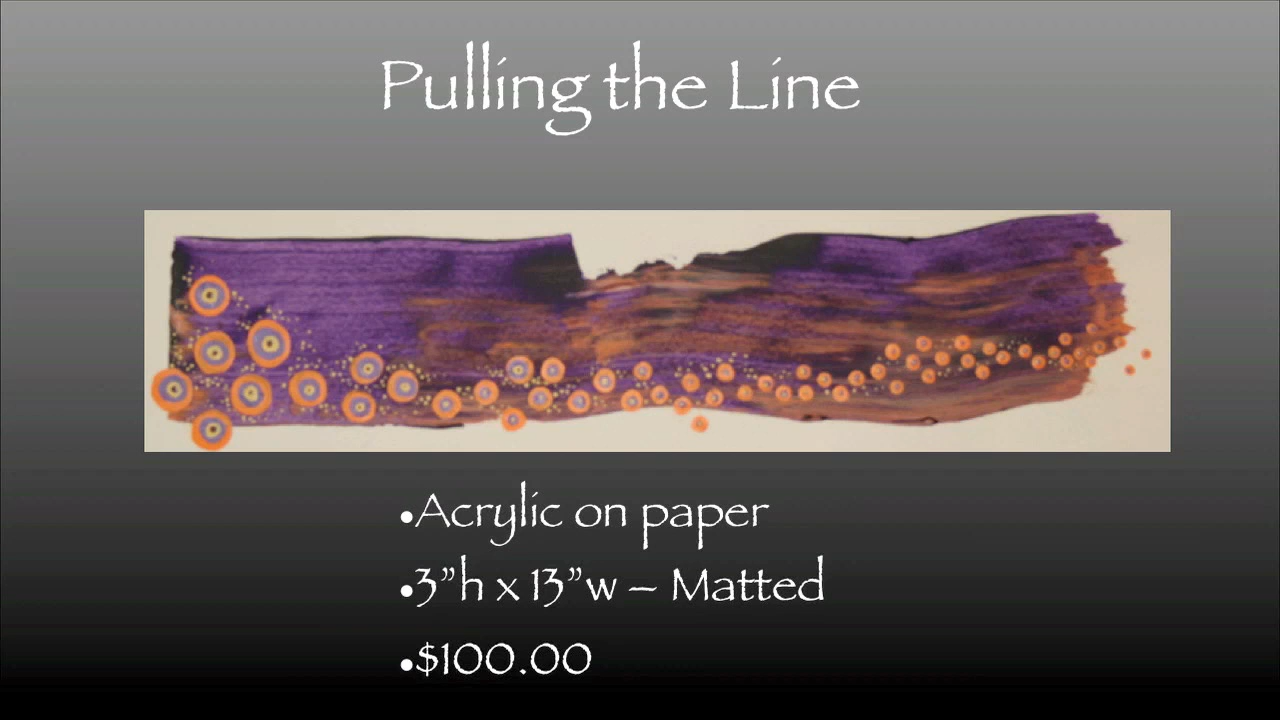 Pulling the Line
•Acrylic on paper
•3”h x 13”w – Matted
•$100.00